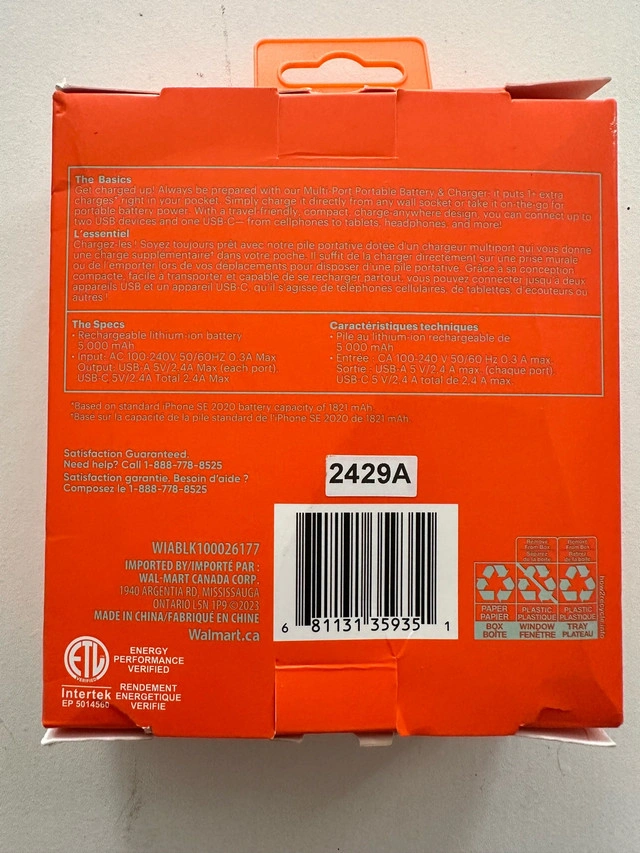 The Basics
Get charged up! Always be prepared with our Multi-Port Portable Battery & Charger-it puts 1+ extra
charges* right in your pocket. Simply charge it directly from any wall socket or take it on-the-go for
portable battery power. With a travel-friendly, compact, charge-anywhere design, you can connect up to
two USB devices and one USB-C— from cellphones to tablets, headphones, and more!
L'essentiel
Chargez-les! Soyez toujours prêt avec notre pile portative dotée d'un chargeur multiport qui vous donne
une charge supplémentaire* dans votre poche. Il suffit de la charger directement sur une prise murale
ou de l'emporter lors de vos déplacements pour disposer d'une pile portative. Grâce à sa conception
compacte, facile à transporter et capable de se recharger partout, vous pouvez connecter jusqu'à deux
appareils USB et un appareil USB-C, qu'il s'agisse de téléphones cellulaires, de tablettes, d'écouteurs ou
autres!
The Specs
• Rechargeable lithium-ion battery
5,000 mAh
• Input: AC 100-240V 50/60HZ 0.3A Max
Output: USB-A 5V/2.4A Max (each port)
USB-C 5V/2.4A Total 2.4A Max
Caractéristiques techniques
• Pile au lithium-ion rechargeable de
5 000 mAh
• Entrée : CA 100-240 V 50/60 Hz 0,3 A max.
Sortie : USB-A 5 V/2,4 A max. (chaque port)
USB-C 5 V/2,4 A total de 2,4 A max.
*Based on standard iPhone SE 2020 battery capacity of 1821 mAh.
*Basé sur la capacité de la pile standard de l'iPhone SE 2020 de 1821 mAh.
Satisfaction Guaranteed.
Need help? Call 1-888-778-8525
Satisfaction garantie. Besoin d'aide ?
Composez le 1-888-778-8525
2429A
WIABLK100026177
IMPORTED BY/IMPORTÉ PAR :
WAL-MART CANADA CORP.
1940 ARGENTIA RD, MISSISSAUGA
ONTARIO L5N 1P9 ©2023
MADE IN CHINA/FABRIQUÉ EN CHINE
Walmart.ca
6 81131 35935 1
PAPER
PAPIER
BOX
BOÎTE
Remove
from Box
PLASTIC
PLASTIQUE
WINDOW
FENÊTRE
Remove
from Box
PLASTIC
PLASTIQUE
TRAY
PLATEAU
how2recycle.info
ETL
VERIFIED
Intertek
EP 5014560
ENERGY
PERFORMANCE
VERIFIED
RENDEMENT
ENERGETIQUE
VERIFIE